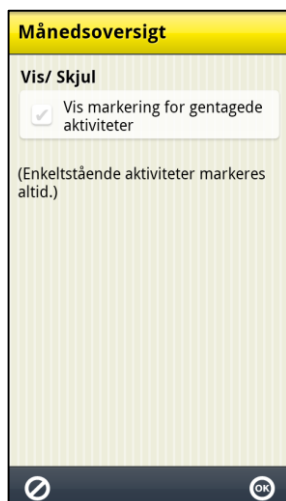 Månedsoversigt
Vis/ Skjul
Vis markering for gentagede
aktiviteter
(Enkeltstående aktiviteter markeres
altid.)
OK